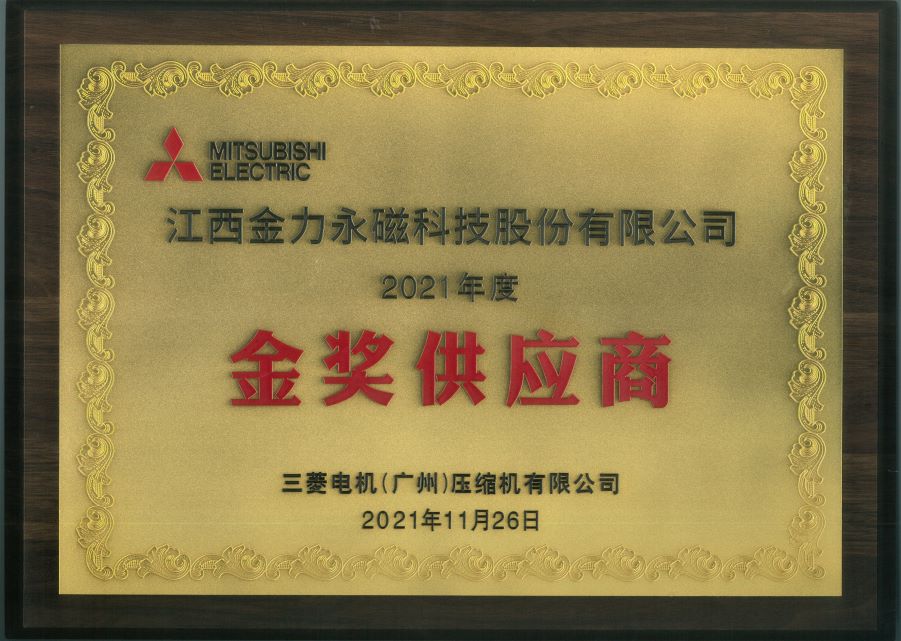 MITSUBISHI
ELECTRIC
江西金力永磁科技股份有限公司
2021年度
金奖供应商
三菱电机(广州)压缩机有限公司
2021年11月26日